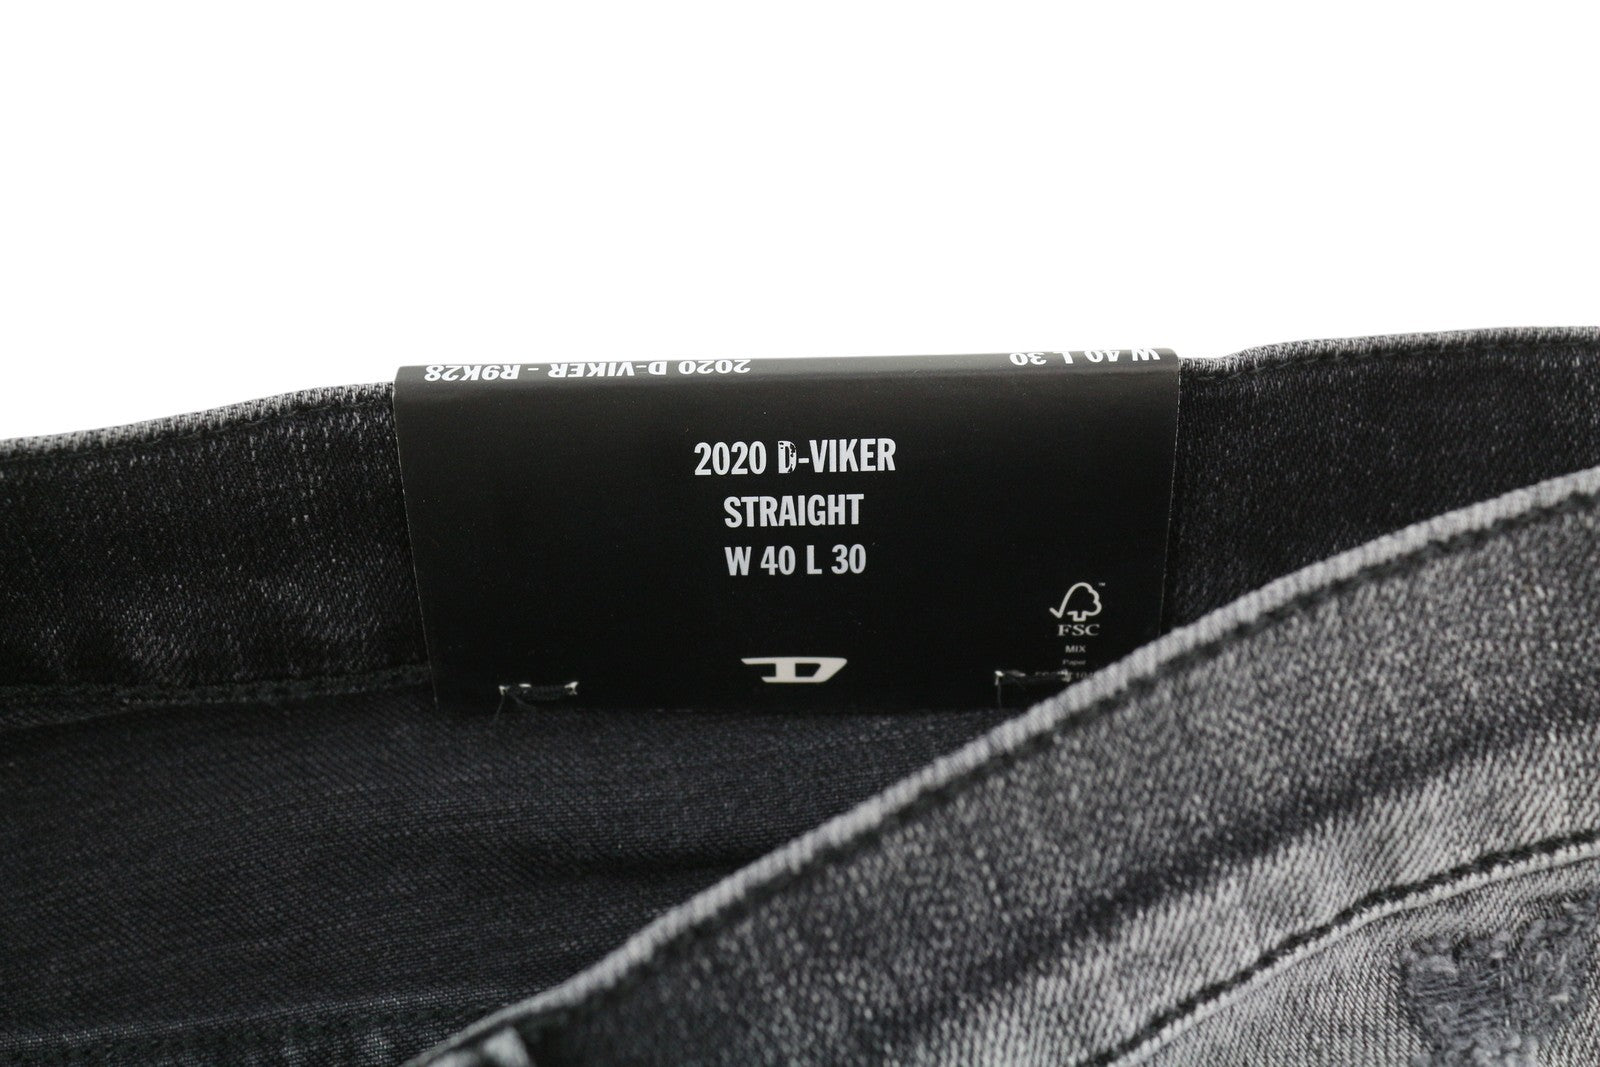 2020 D-VIKER - R9K28
W 40 L 30
2020 D-VIKER
STRAIGHT
W 40 L 30
FSC
MIX
Paper